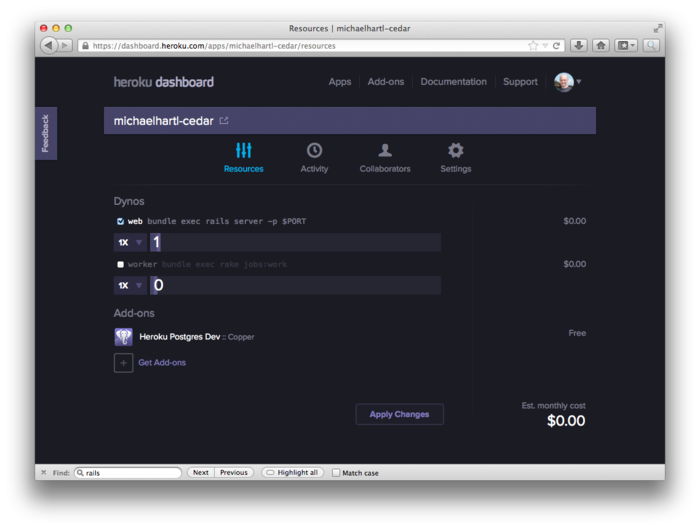 Resources | michaelhartl-cedar
https://dashboard.heroku.com/apps/michaelhartl-cedar/resources
heroku dashboard
Apps Add-ons Documentation Support
Feedback
michaelhartl-cedar
Resources Activity Collaborators Settings
Dynos
web bundle exec rails server -p $PORT $0.00
1X 1
worker bundle exec rake jobs:work $0.00
1X 0
Add-ons
Heroku Postgres Dev :: Copper Free
+ Get Add-ons
Apply Changes
Est. monthly cost
$0.00
Find: rails Next Previous Highlight all Match case